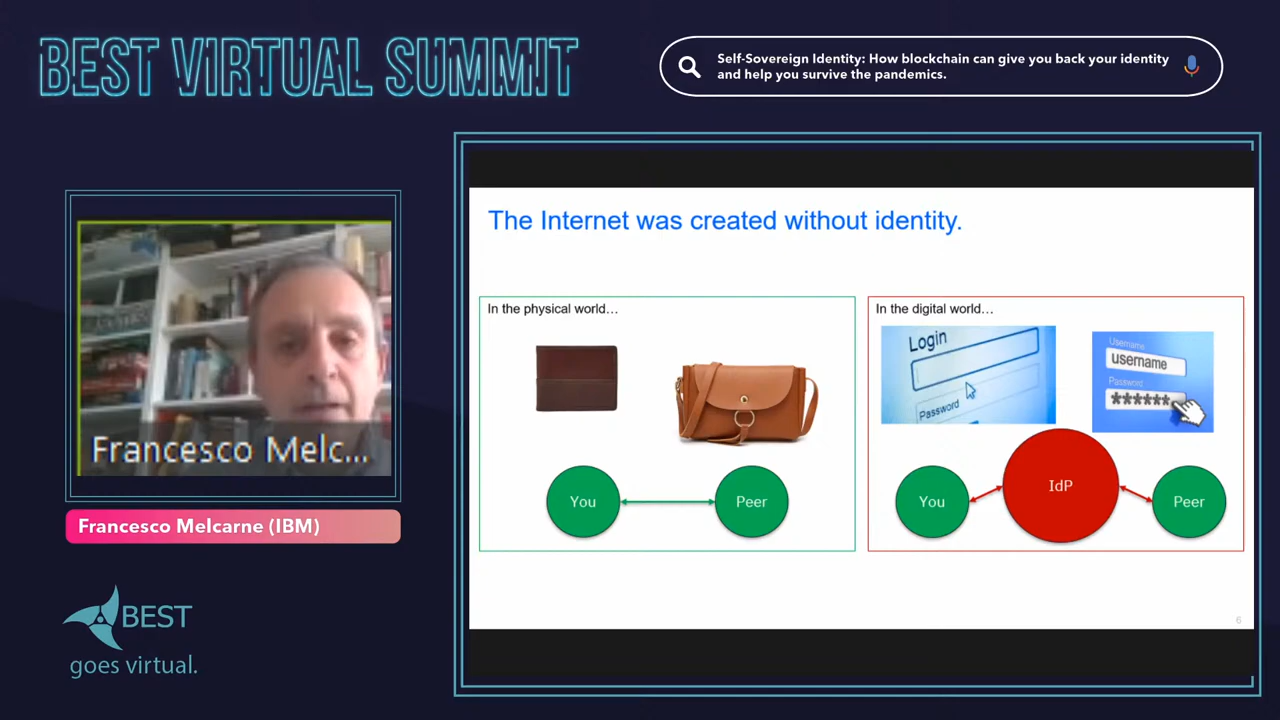 BEST VIRTUAL SUMMIT
Self-Sovereign Identity: How blockchain can give you back your identity
and help you survive the pandemics.
Francesco Melc...
Francesco Melcarne (IBM)
BEST
goes virtual.
The Internet was created without identity.
In the physical world…
You
Peer
In the digital world…
Login
Password
Username
username
Password
******
You
IdP
Peer
6